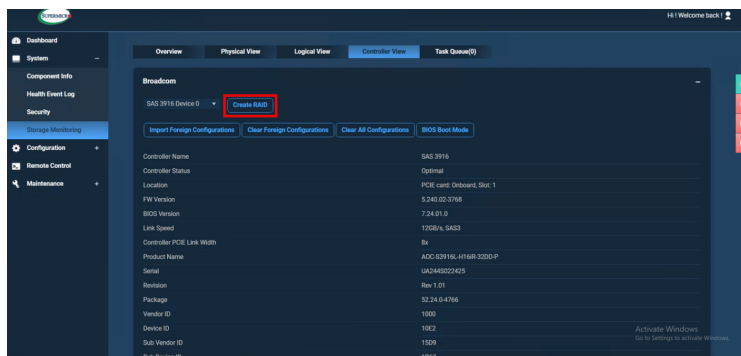 SUPERMICR
Hi ! Welcome back !
Dashboard
System
Component Info
Health Event Log
Security
Storage Monitoring
Configuration
Remote Control
Maintenance
Overview Physical View Logical View Controller View Task Queue(0)
Broadcom
SAS 3916 Device 0 Create RAID
Import Foreign Configurations Clear Foreign Configurations Clear All Configurations BIOS Boot Mode
Controller Name SAS 3916
Controller Status Optimal
Location PCIE card: Onboard, Slot: 1
FW Version 5.240.02-3768
BIOS Version 7.24.01.0
Link Speed 12GB/s, SAS3
Controller PCIE Link Width 8x
Product Name AOC-S3916L-H16iR-32DD-P
Serial UA244S022425
Revision Rev 1.01
Package 52.24.0-4766
Vendor ID 1000
Device ID 10E2
Sub Vendor ID 15D9
Activate Windows
Go to Settings to activate Windows.